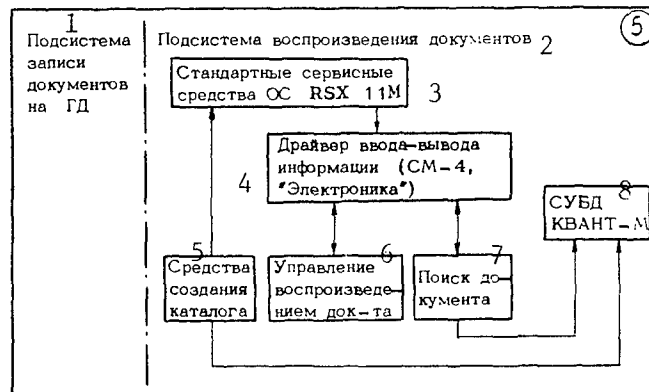 1
Подсистема
записи
документов
на ГД
Подсистема воспроизведения документов 2
5
Стандартные сервисные
средства ОС RSX 11М
3
Драйвер ввода-вывода
информации (СМ-4,
"Электроника")
4
8
СУБД
КВАНТ-М
5
Средства
создания
каталога
6
Управление
воспроизведе-
нием док-та
7
Поиск до-
кумента